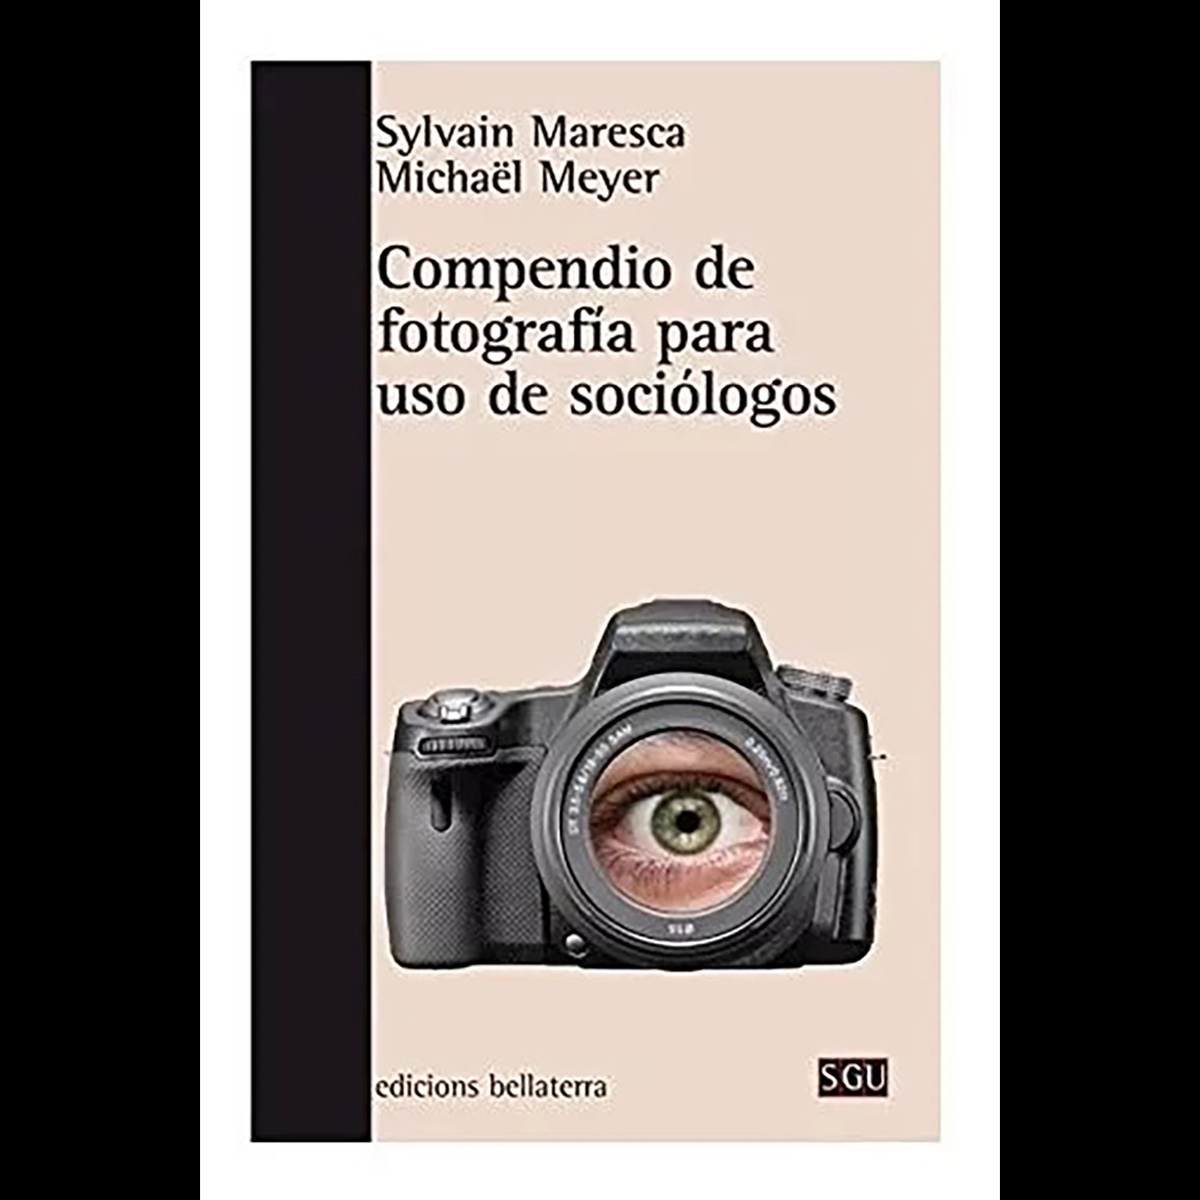 Sylvain Maresca
Michaël Meyer
Compendio de
fotografía para
uso de sociólogos
edicions bellaterra
SGU